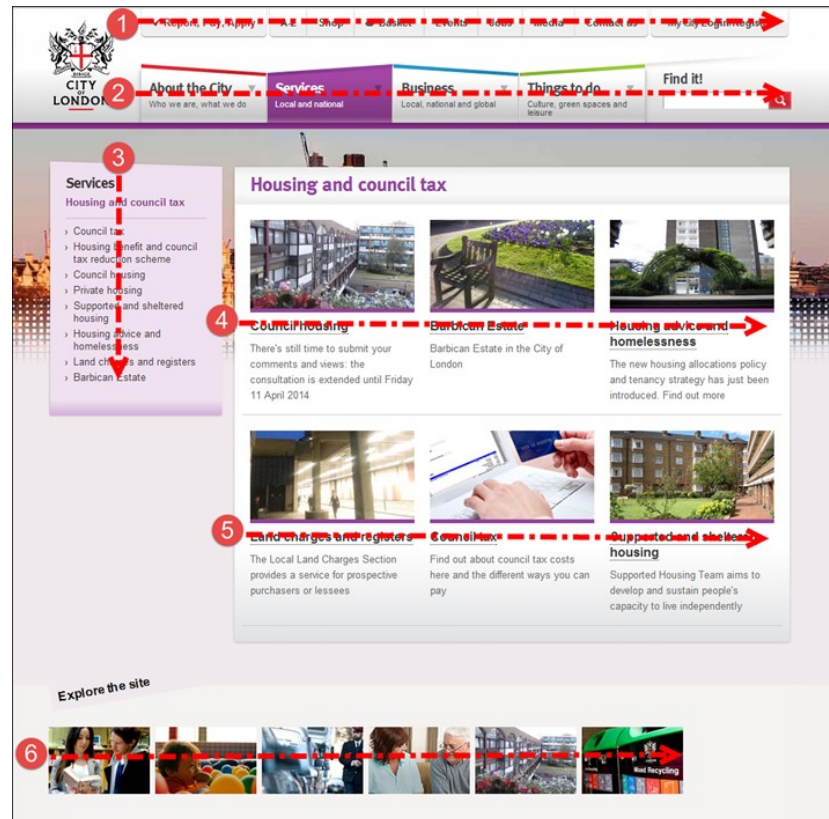 1
✓ Report, Pay, Apply A-Z Shop Basket Events Jobs Media Contact us My City Login/Register
CITY
OF
LONDON
2
About the City Services Business Things to do Find it!
Who we are, what we do Local and national Local, national and global Culture, green spaces and
leisure
3
Services
Housing and council tax
› Council tax
› Housing benefit and council
tax reduction scheme
› Council housing
› Private housing
› Supported and sheltered
housing
› Housing advice and
homelessness
› Land charges and registers
› Barbican Estate
Housing and council tax
4
Council housing
There's still time to submit your
comments and views: the
consultation is extended until Friday
11 April 2014
Barbican Estate
Barbican Estate in the City of
London
Housing advice and
homelessness
The new housing allocations policy
and tenancy strategy has just been
introduced. Find out more
5
Land charges and registers
The Local Land Charges Section
provides a service for prospective
purchasers or lessees
Council tax
Find out about council tax costs
here and the different ways you can
pay
Supported and sheltered
housing
Supported Housing Team aims to
develop and sustain people's
capacity to live independently
Explore the site
6
Mixed Recycling